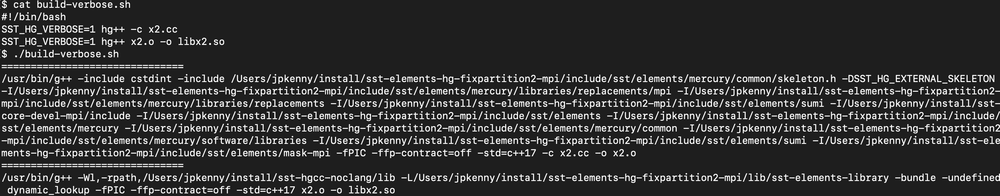 $ cat build-verbose.sh
#!/bin/bash
SST_HG_VERBOSE=1 hg++ -c x2.cc
SST_HG_VERBOSE=1 hg++ x2.o -o libx2.so
$ ./build-verbose.sh
===============================
/usr/bin/g++ -include cstdint -include /Users/jpkenny/install/sst-elements-hg-fixpartition2-mpi/include/sst/elements/mercury/common/skeleton.h -DSST_HG_EXTERNAL_SKELETON
-I/Users/jpkenny/install/sst-elements-hg-fixpartition2-mpi/include/sst/elements/mercury/libraries/replacements/mpi -I/Users/jpkenny/install/sst-elements-hg-fixpartition2-
mpi/include/sst/elements/mercury/libraries/replacements -I/Users/jpkenny/install/sst-elements-hg-fixpartition2-mpi/include/sst/elements/sumi -I/Users/jpkenny/install/sst-
core-devel-mpi/include -I/Users/jpkenny/install/sst-elements-hg-fixpartition2-mpi/include/sst/elements -I/Users/jpkenny/install/sst-elements-hg-fixpartition2-mpi/include/
sst/elements/mercury -I/Users/jpkenny/install/sst-elements-hg-fixpartition2-mpi/include/sst/elements/mercury/common -I/Users/jpkenny/install/sst-elements-hg-fixpartition2
-mpi/include/sst/elements/mercury/software/libraries -I/Users/jpkenny/install/sst-elements-hg-fixpartition2-mpi/include/sst/elements/sumi -I/Users/jpkenny/install/sst-ele
ments-hg-fixpartition2-mpi/include/sst/elements/mask-mpi -fPIC -ffp-contract=off -std=c++17 -c x2.cc -o x2.o
===============================
/usr/bin/g++ -Wl,-rpath,/Users/jpkenny/install/sst-hgcc-noclang/lib -L/Users/jpkenny/install/sst-elements-hg-fixpartition2-mpi/lib/sst-elements-library -bundle -undefined
 dynamic_lookup -fPIC -ffp-contract=off -std=c++17 x2.o -o libx2.so